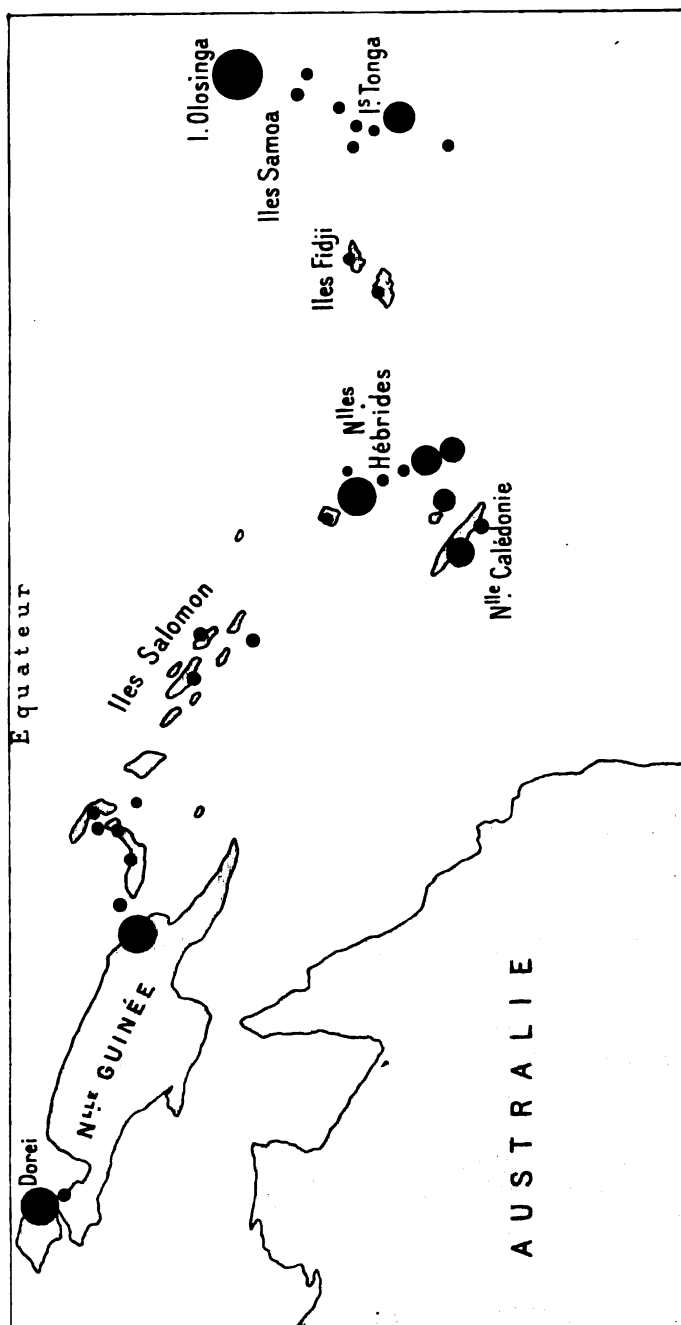 Equateur
Dorei
Nlle GUINÉE
Iles Salomon
Nlles
Hébrides
Nlle Calédonie
Iles Fidji
Iles Samoa
I. Olosinga
Is Tonga
AUSTRALIE